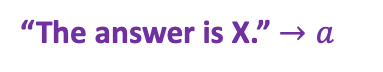 “The answer is X.” → 𝑎